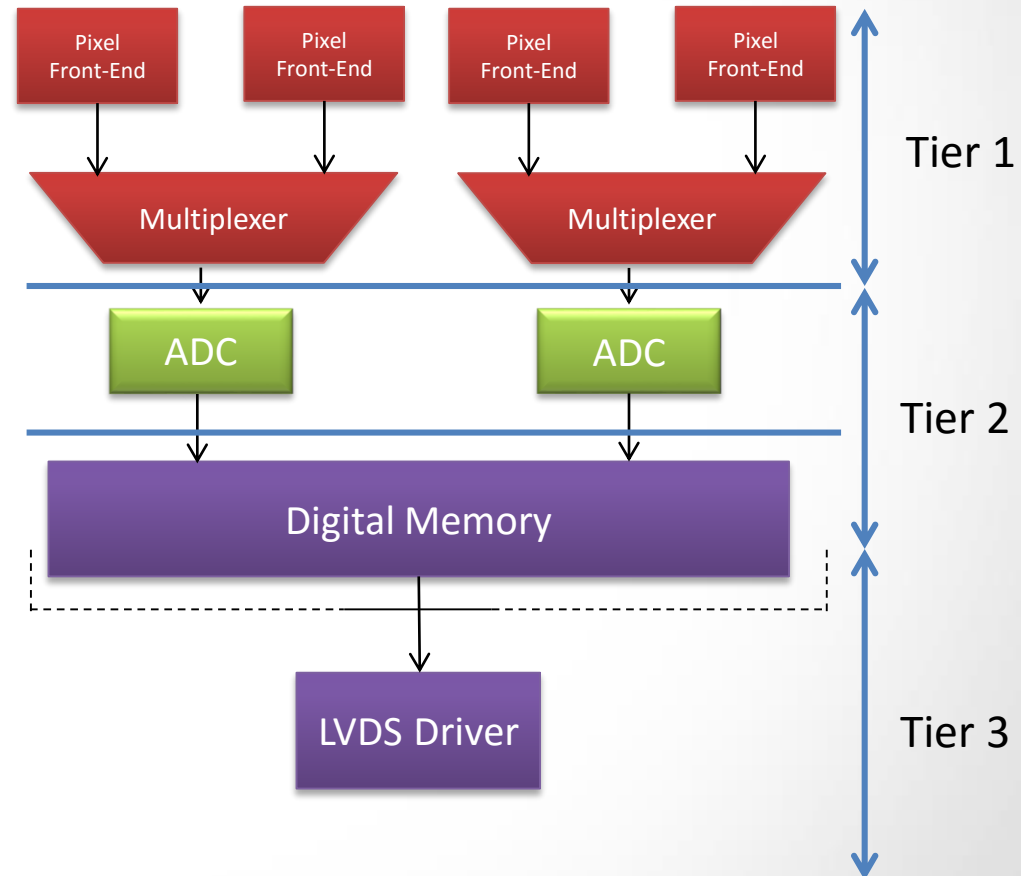 Pixel
Front-End
Pixel
Front-End
Pixel
Front-End
Pixel
Front-End
Tier 1
Multiplexer
Multiplexer
ADC
ADC
Tier 2
Digital Memory
LVDS Driver
Tier 3